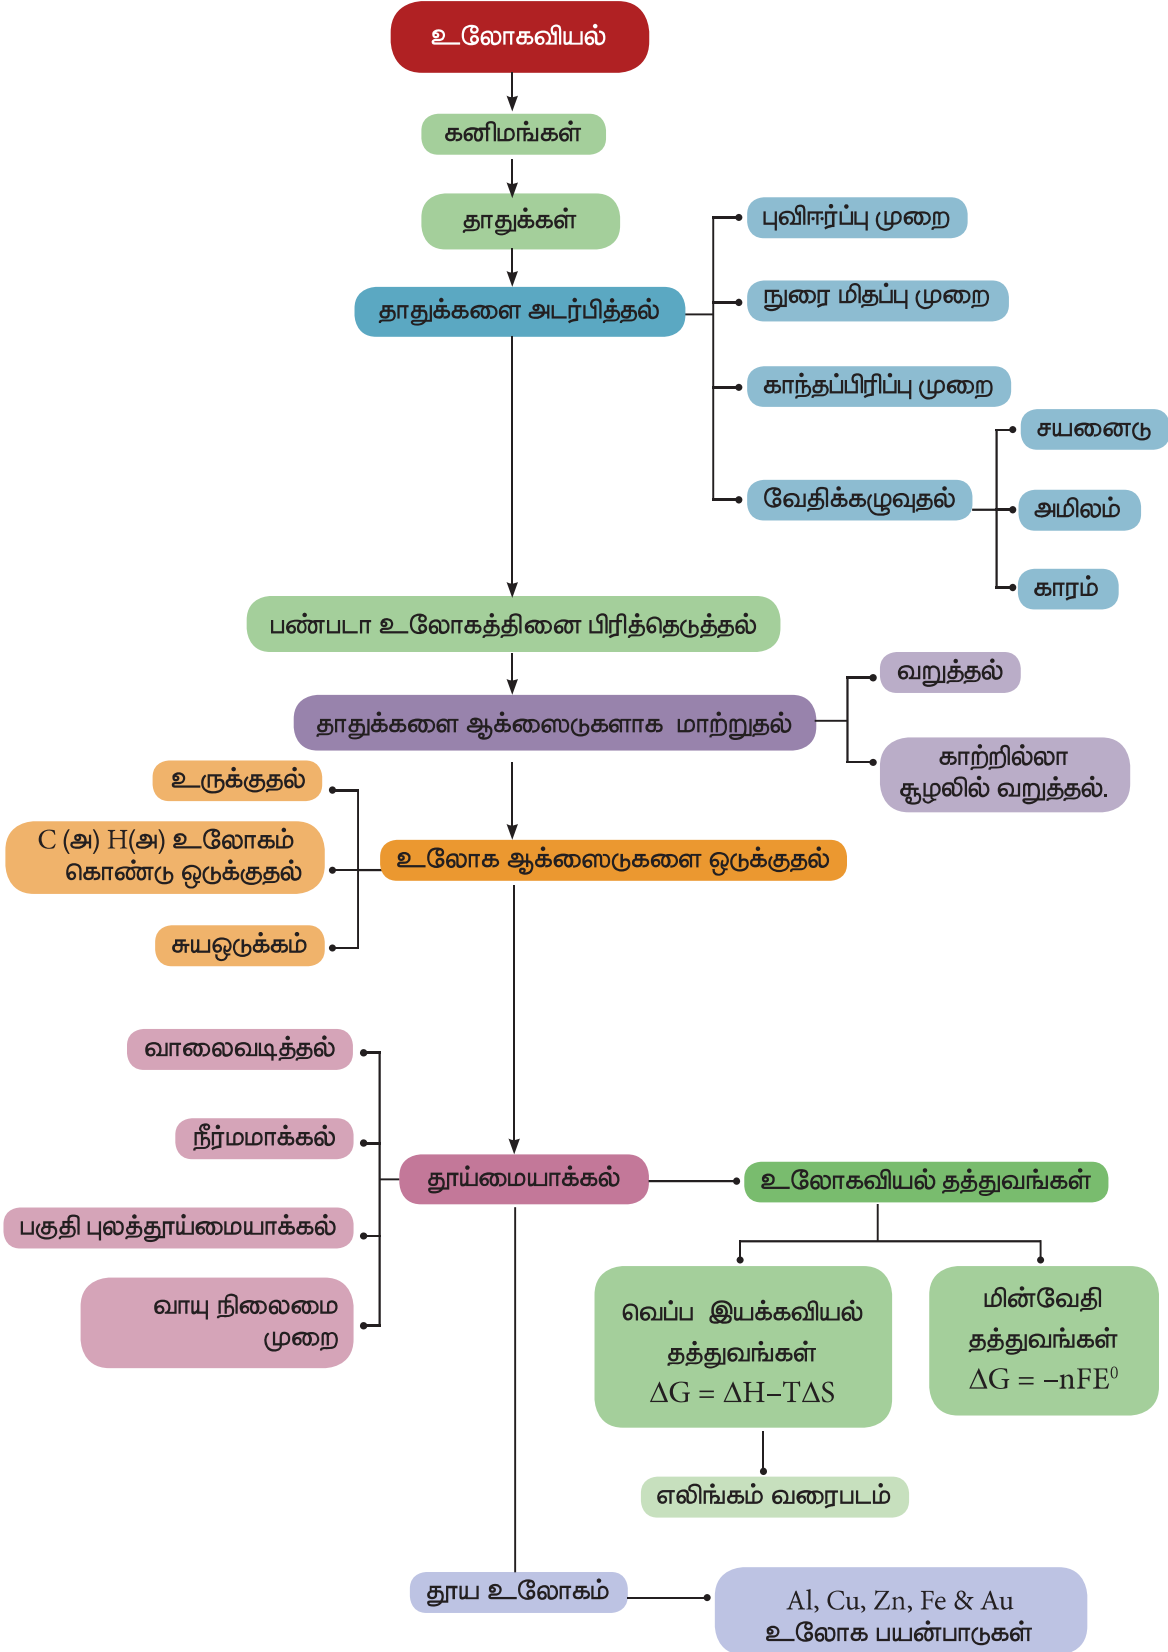 உலோகவியல்
கனிமங்கள்
தாதுக்கள்
தாதுக்களை அடர்பித்தல்
புவிஈர்ப்பு முறை
நுரை மிதப்பு முறை
காந்தப்பிரிப்பு முறை
வேதிக்கழுவுதல்
சயனைடு
அமிலம்
காரம்
பண்படா உலோகத்தினை பிரித்தெடுத்தல்
தாதுக்களை ஆக்ஸைடுகளாக மாற்றுதல்
வறுத்தல்
காற்றில்லா
சூழலில் வறுத்தல்.
உலோக ஆக்ஸைடுகளை ஒடுக்குதல்
உருக்குதல்
C (அ) H(அ) உலோகம்
கொண்டு ஒடுக்குதல்
சுயஒடுக்கம்
தூய்மையாக்கல்
வாலைவடித்தல்
நீர்மமாக்கல்
பகுதி புலத்தூய்மையாக்கல்
வாயு நிலைமை
முறை
உலோகவியல் தத்துவங்கள்
வெப்ப இயக்கவியல்
தத்துவங்கள்
ΔG = ΔH–TΔS
மின்வேதி
தத்துவங்கள்
ΔG = –nFE⁰
எலிங்கம் வரைபடம்
தூய உலோகம்
Al, Cu, Zn, Fe & Au
உலோக பயன்பாடுகள்